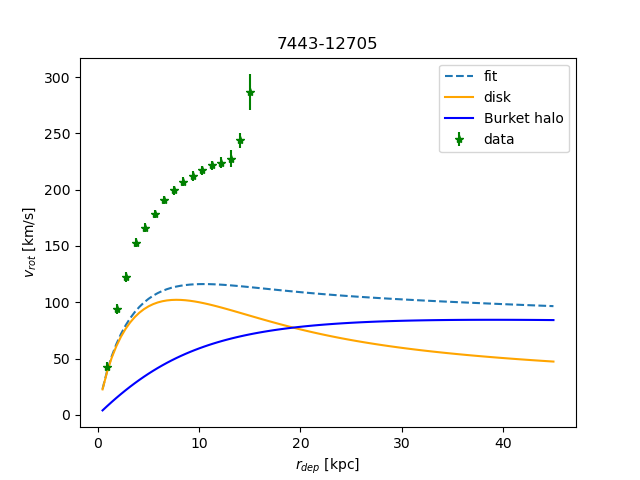 7443-12705
300
250
200
150
100
50
0
v_rot [km/s]
0 10 20 30 40
r_dep [kpc]
fit
disk
Burket halo
data